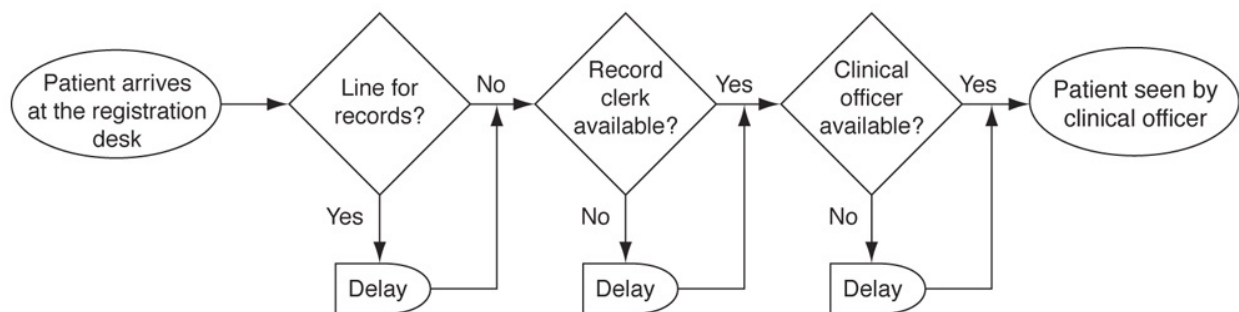 Patient arrives
at the registration
desk
Line for
records?
No
Yes
Delay
Record
clerk
available?
Yes
No
Delay
Clinical
officer
available?
Yes
No
Delay
Patient seen by
clinical officer